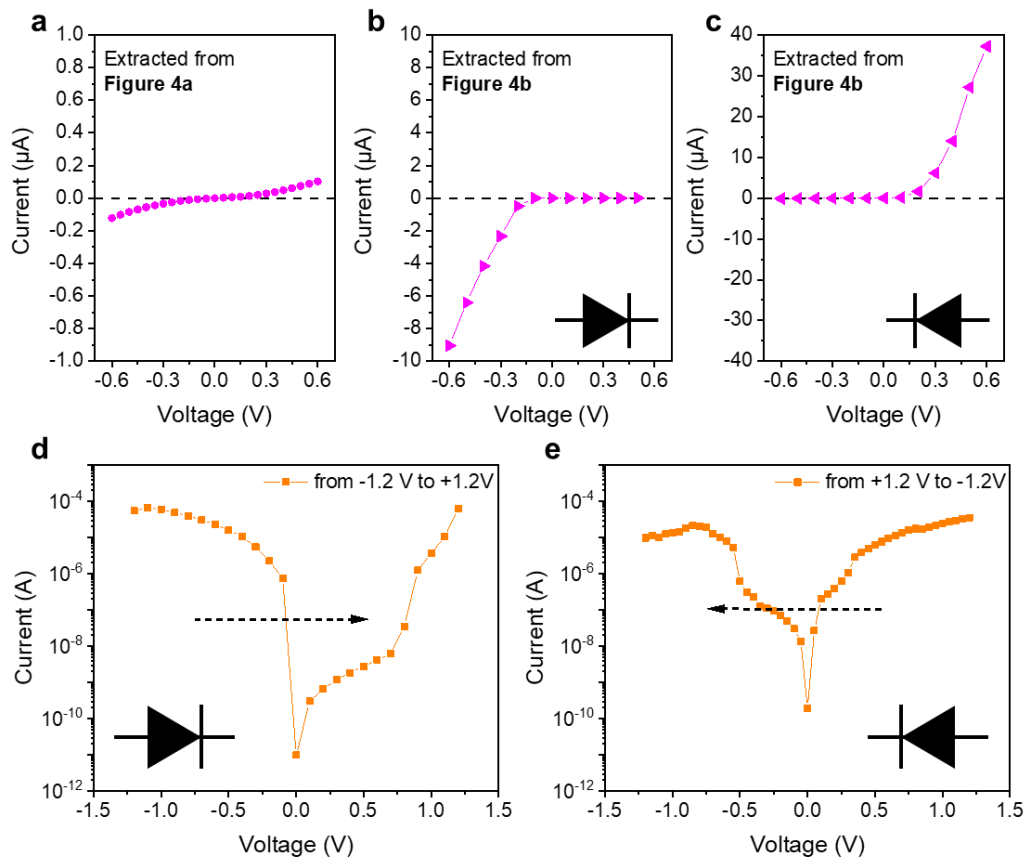 a
Extracted from
Figure 4a
1.0
0.8
0.6
0.4
0.2
0.0
-0.2
-0.4
-0.6
-0.8
-1.0
-0.6 -0.3 0.0 0.3 0.6
Current (µA)
Voltage (V)
b
Extracted from
Figure 4b
10
8
6
4
2
0
-2
-4
-6
-8
-10
-0.6 -0.3 0.0 0.3 0.6
Current (µA)
Voltage (V)
c
Extracted from
Figure 4b
40
30
20
10
0
-10
-20
-30
-40
-0.6 -0.3 0.0 0.3 0.6
Current (µA)
Voltage (V)
d
from -1.2 V to +1.2V
10⁻⁴
10⁻⁶
10⁻⁸
10⁻¹⁰
10⁻¹²
-1.5 -1.0 -0.5 0.0 0.5 1.0 1.5
Current (A)
Voltage (V)
e
from +1.2 V to -1.2V
10⁻⁴
10⁻⁶
10⁻⁸
10⁻¹⁰
10⁻¹²
-1.5 -1.0 -0.5 0.0 0.5 1.0 1.5
Current (A)
Voltage (V)